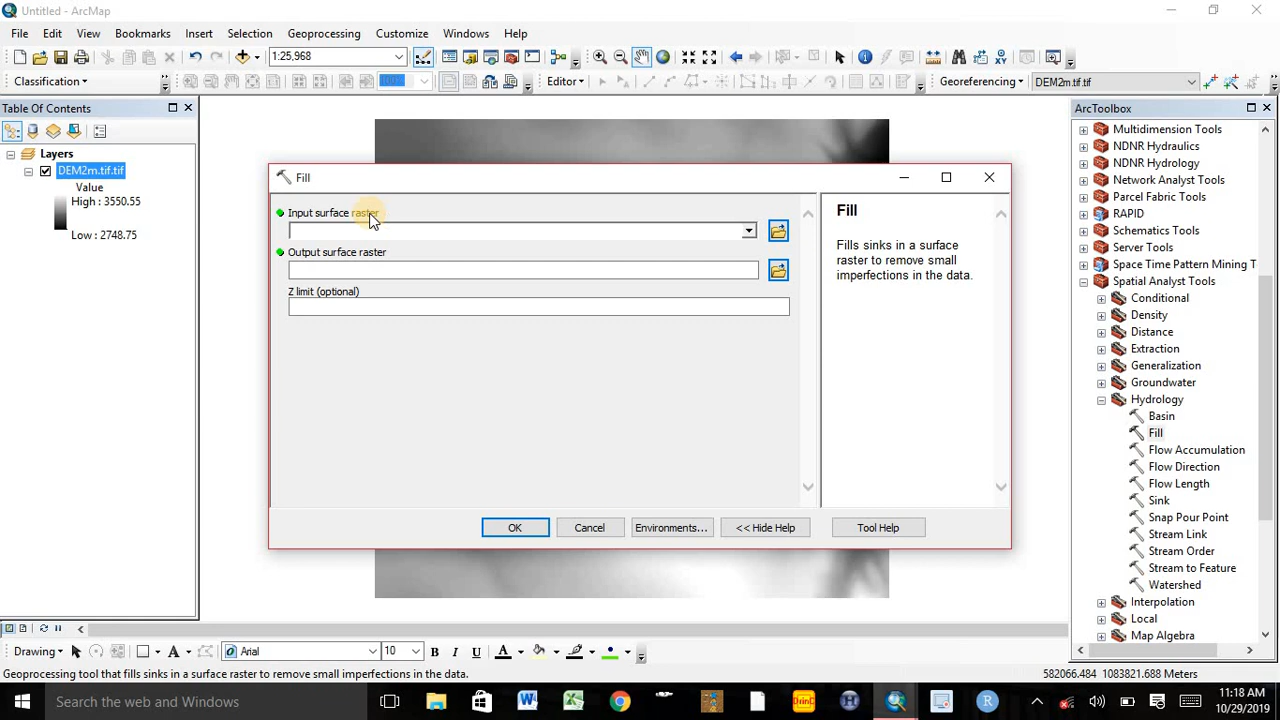 Untitled - ArcMap
File Edit View Bookmarks Insert Selection Geoprocessing Customize Windows Help
1:25,968
Classification Editor Georeferencing DEM2m.tif.tif
Table Of Contents
Layers
DEM2m.tif.tif
Value
High : 3550.55
Low : 2748.75
Fill
Input surface raster
Output surface raster
Z limit (optional)
OK Cancel Environments... << Hide Help Tool Help
Fill
Fills sinks in a surface
raster to remove small
imperfections in the data.
ArcToolbox
Multidimension Tools
NDNR Hydraulics
NDNR Hydrology
Network Analyst Tools
Parcel Fabric Tools
RAPID
Schematics Tools
Server Tools
Space Time Pattern Mining T
Spatial Analyst Tools
Conditional
Density
Distance
Extraction
Generalization
Groundwater
Hydrology
Basin
Fill
Flow Accumulation
Flow Direction
Flow Length
Sink
Snap Pour Point
Stream Link
Stream Order
Stream to Feature
Watershed
Interpolation
Local
Map Algebra
Drawing A Arial 10 B I U A
Geoprocessing tool that fills sinks in a surface raster to remove small imperfections in the data.
582066.484 1083821.688 Meters
Search the web and Windows
11:18 AM
10/29/2019